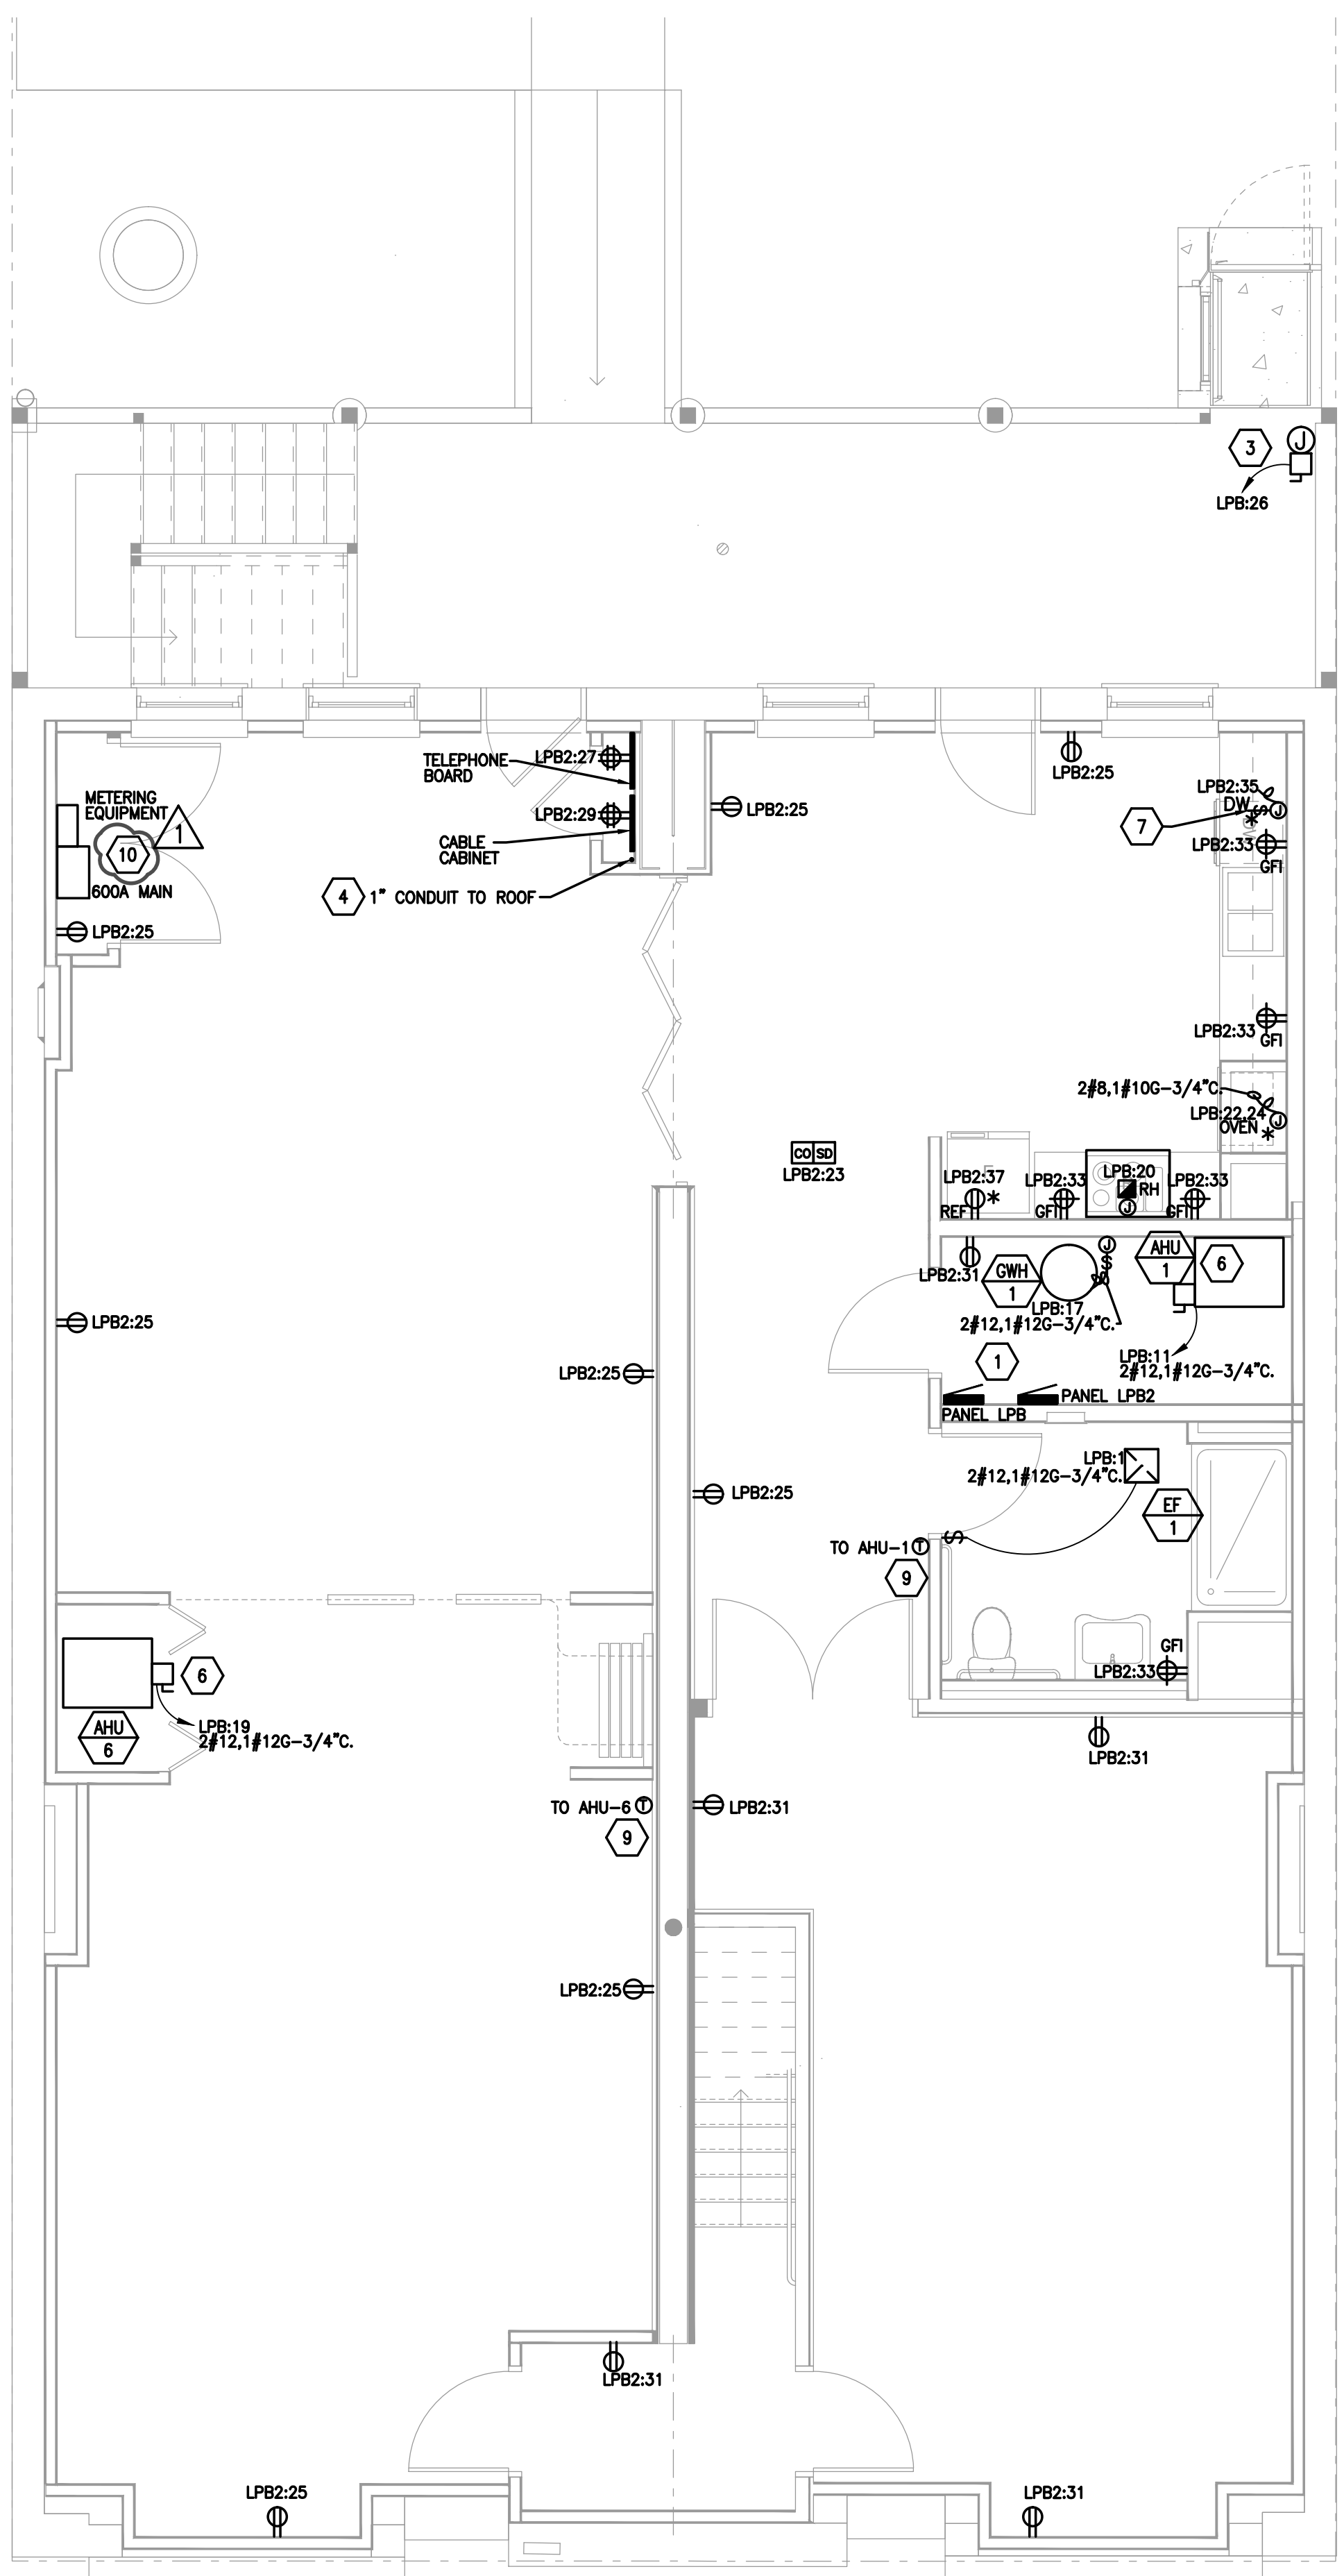 3
J
LPB:26
TELEPHONE
BOARD
LPB2:27
LPB2:29
CABLE
CABINET
4
1" CONDUIT TO ROOF
METERING
EQUIPMENT
1
10
600A MAIN
LPB2:25
LPB2:25
LPB2:25
LPB2:35
DW
*
J
7
LPB2:33
GFI
LPB2:33
GFI
2#8,1#10G-3/4"C.
LPB:22,24
OVEN
*
J
CO SD
LPB2:23
LPB2:37
*
REF
LPB2:33
GFI
LPB:20
RH
J
LPB2:33
GFI
LPB2:31
GWH
1
J
LPB:17
2#12,1#12G-3/4"C.
AHU
1
6
LPB:11
2#12,1#12G-3/4"C.
1
PANEL LPB
PANEL LPB2
LPB2:25
LPB2:25
LPB2:25
LPB:1
2#12,1#12G-3/4"C.
EF
1
S
TO AHU-1
T
9
GFI
LPB2:33
6
AHU
6
LPB:19
2#12,1#12G-3/4"C.
LPB2:31
TO AHU-6
T
9
LPB2:31
LPB2:25
LPB2:31
LPB2:25
LPB2:31